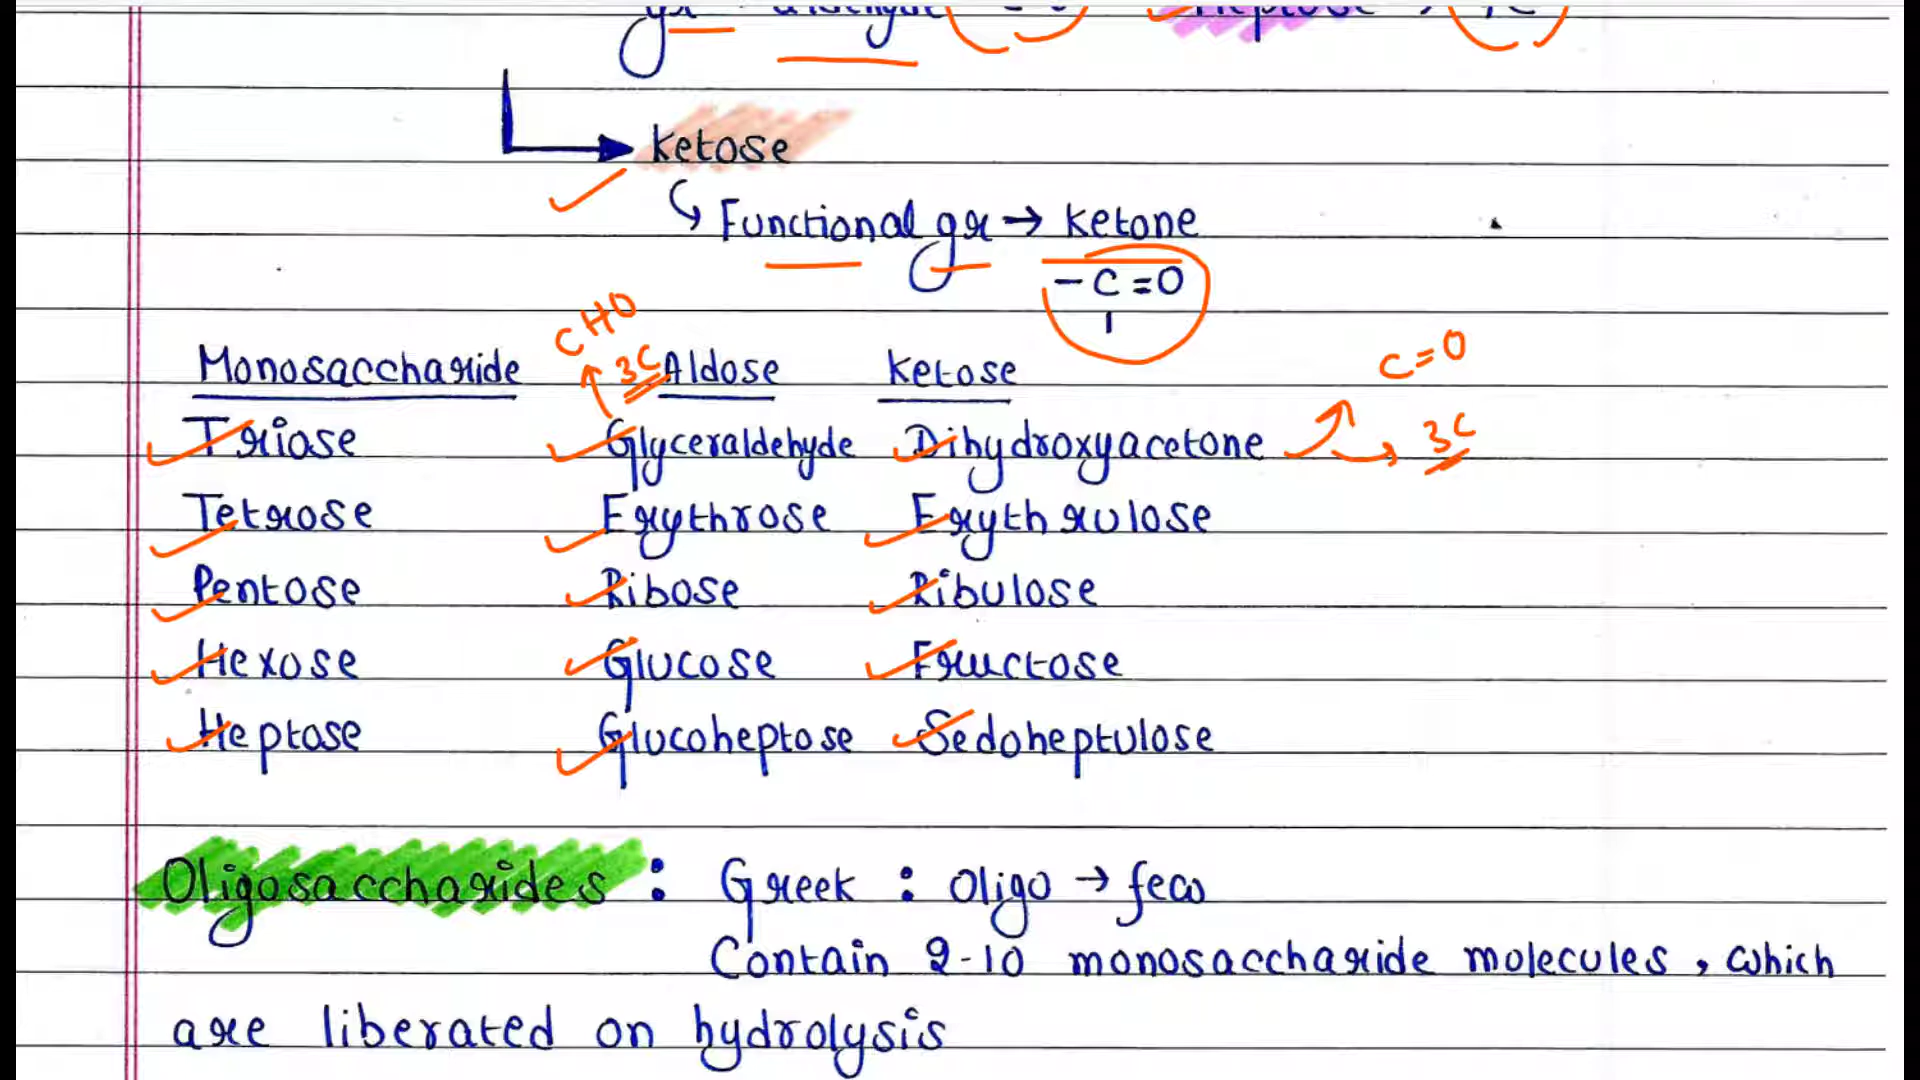 Ketose
Functional gr → Ketone
- C = O
CHO
C=O
Monosaccharide 3C Aldose Ketose
Triose Glyceraldehyde Dihydroxyacetone → 3C
Tetrose Erythrose Erythrulose
Pentose Ribose Ribulose
Hexose Glucose Fructose
Heptose Glucoheptose Sedoheptulose
Oligosaccharides : Greek : Oligo → few
Contain 2-10 monosaccharide molecules, which
are liberated on hydrolysis